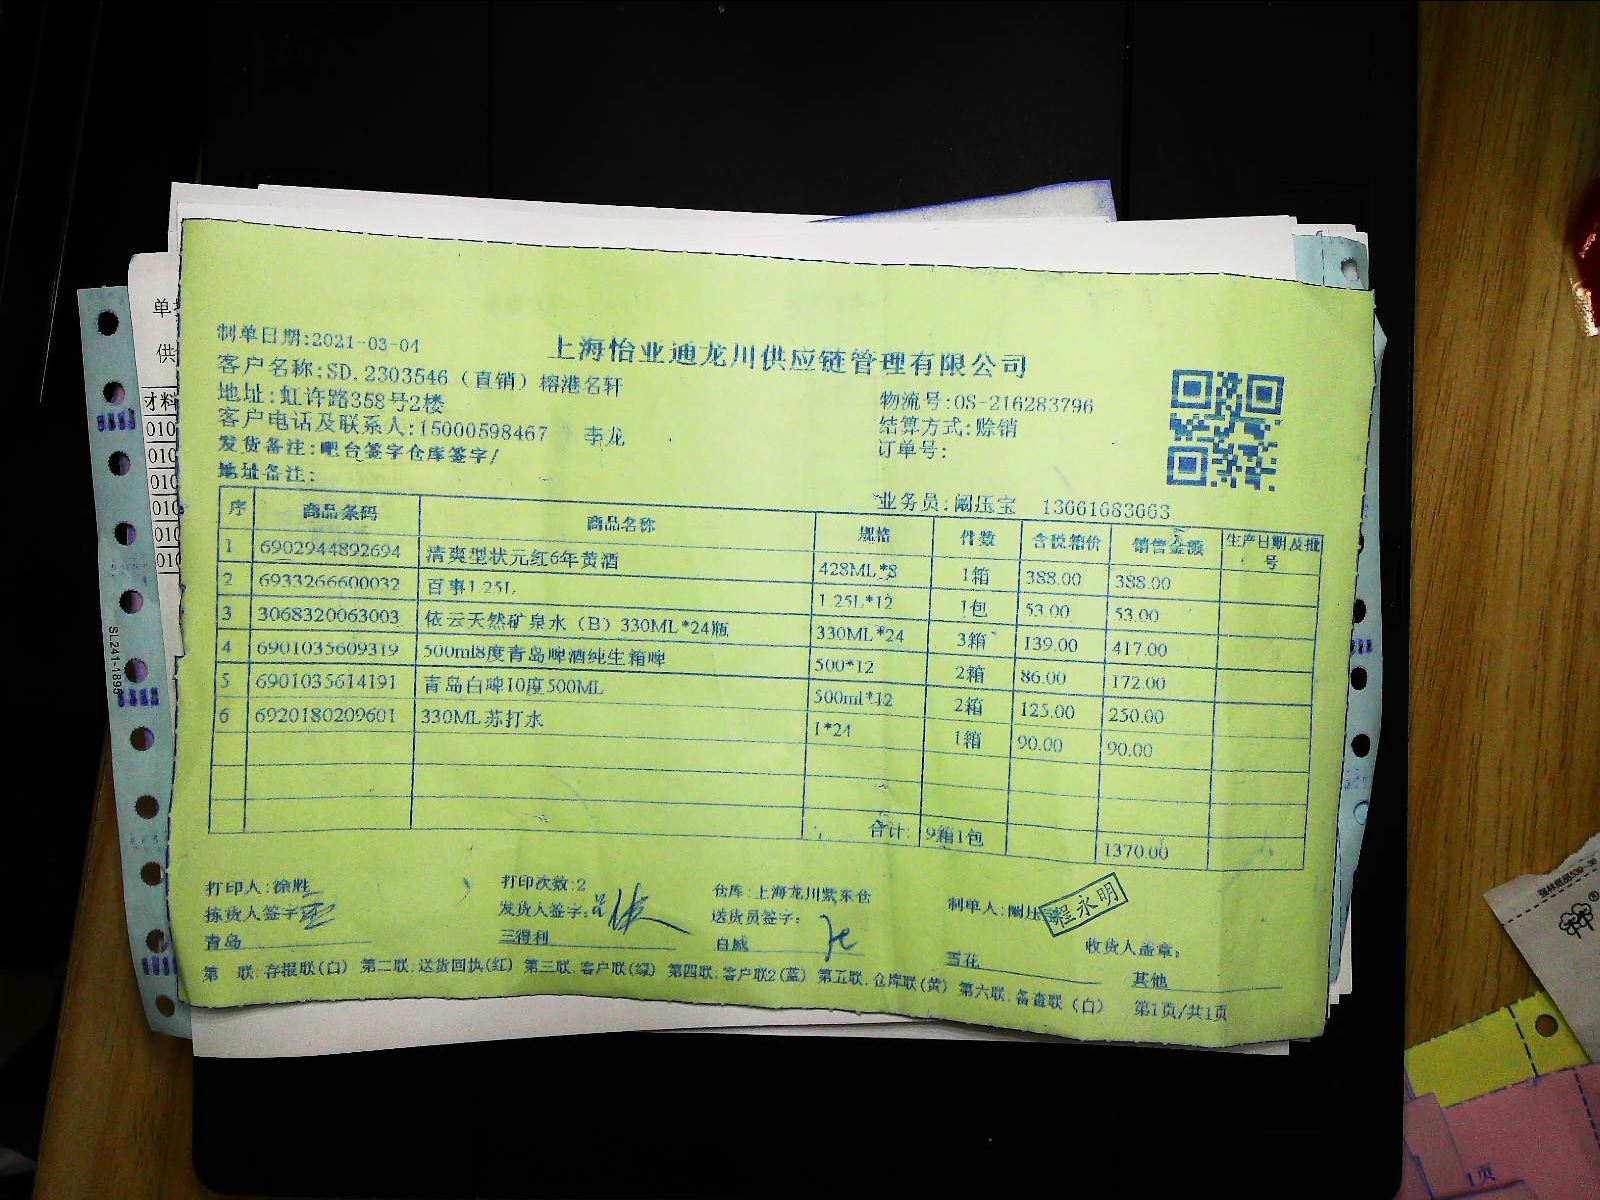 制单日期:2021-03-04
上海怡亚通龙川供应链管理有限公司
客户名称:SD.2303546（直销）榕港名轩
地址:虹许路358号2楼
物流号:OS-216283796
客户电话及联系人:15000598467 李龙
结算方式:赊销
发货备注:吧台签字仓库签字/
订单号:
地址备注:
业务员:阚压宝 13661683663
序 商品条码 商品名称 规格 件数 含税箱价 销售金额 生产日期及批号
1 6902944892694 清爽型状元红6年黄酒 428ML*8 1箱 388.00 388.00
2 6933266600032 百事1.25L 1.25L*12 1包 53.00 53.00
3 3068320063003 依云天然矿泉水（B）330ML*24瓶 330ML*24 3箱 139.00 417.00
4 6901035609319 500ml8度青岛啤酒纯生箱啤 500*12 2箱 86.00 172.00
5 6901035614191 青岛白啤10度500ML 500ml*12 2箱 125.00 250.00
6 6920180209601 330ML苏打水 1*24 1箱 90.00 90.00
合计: 9箱1包 1370.00
打印人:徐胜 打印次数:2 仓库:上海龙川紫东仓 制单人:阚压
程永明
拣货人签字: 发货人签字: 送货员签字: 收货人盖章:
青岛 三得利 百威 雪花 其他
第 联:存根联(白) 第二联:送货回执(红) 第三联:客户联(绿) 第四联:客户联2(蓝) 第五联:仓库联(黄) 第六联:备查联（白） 第1页/共1页
单
供
材料
010
010
010
010
010
010
SL241-1895
1页